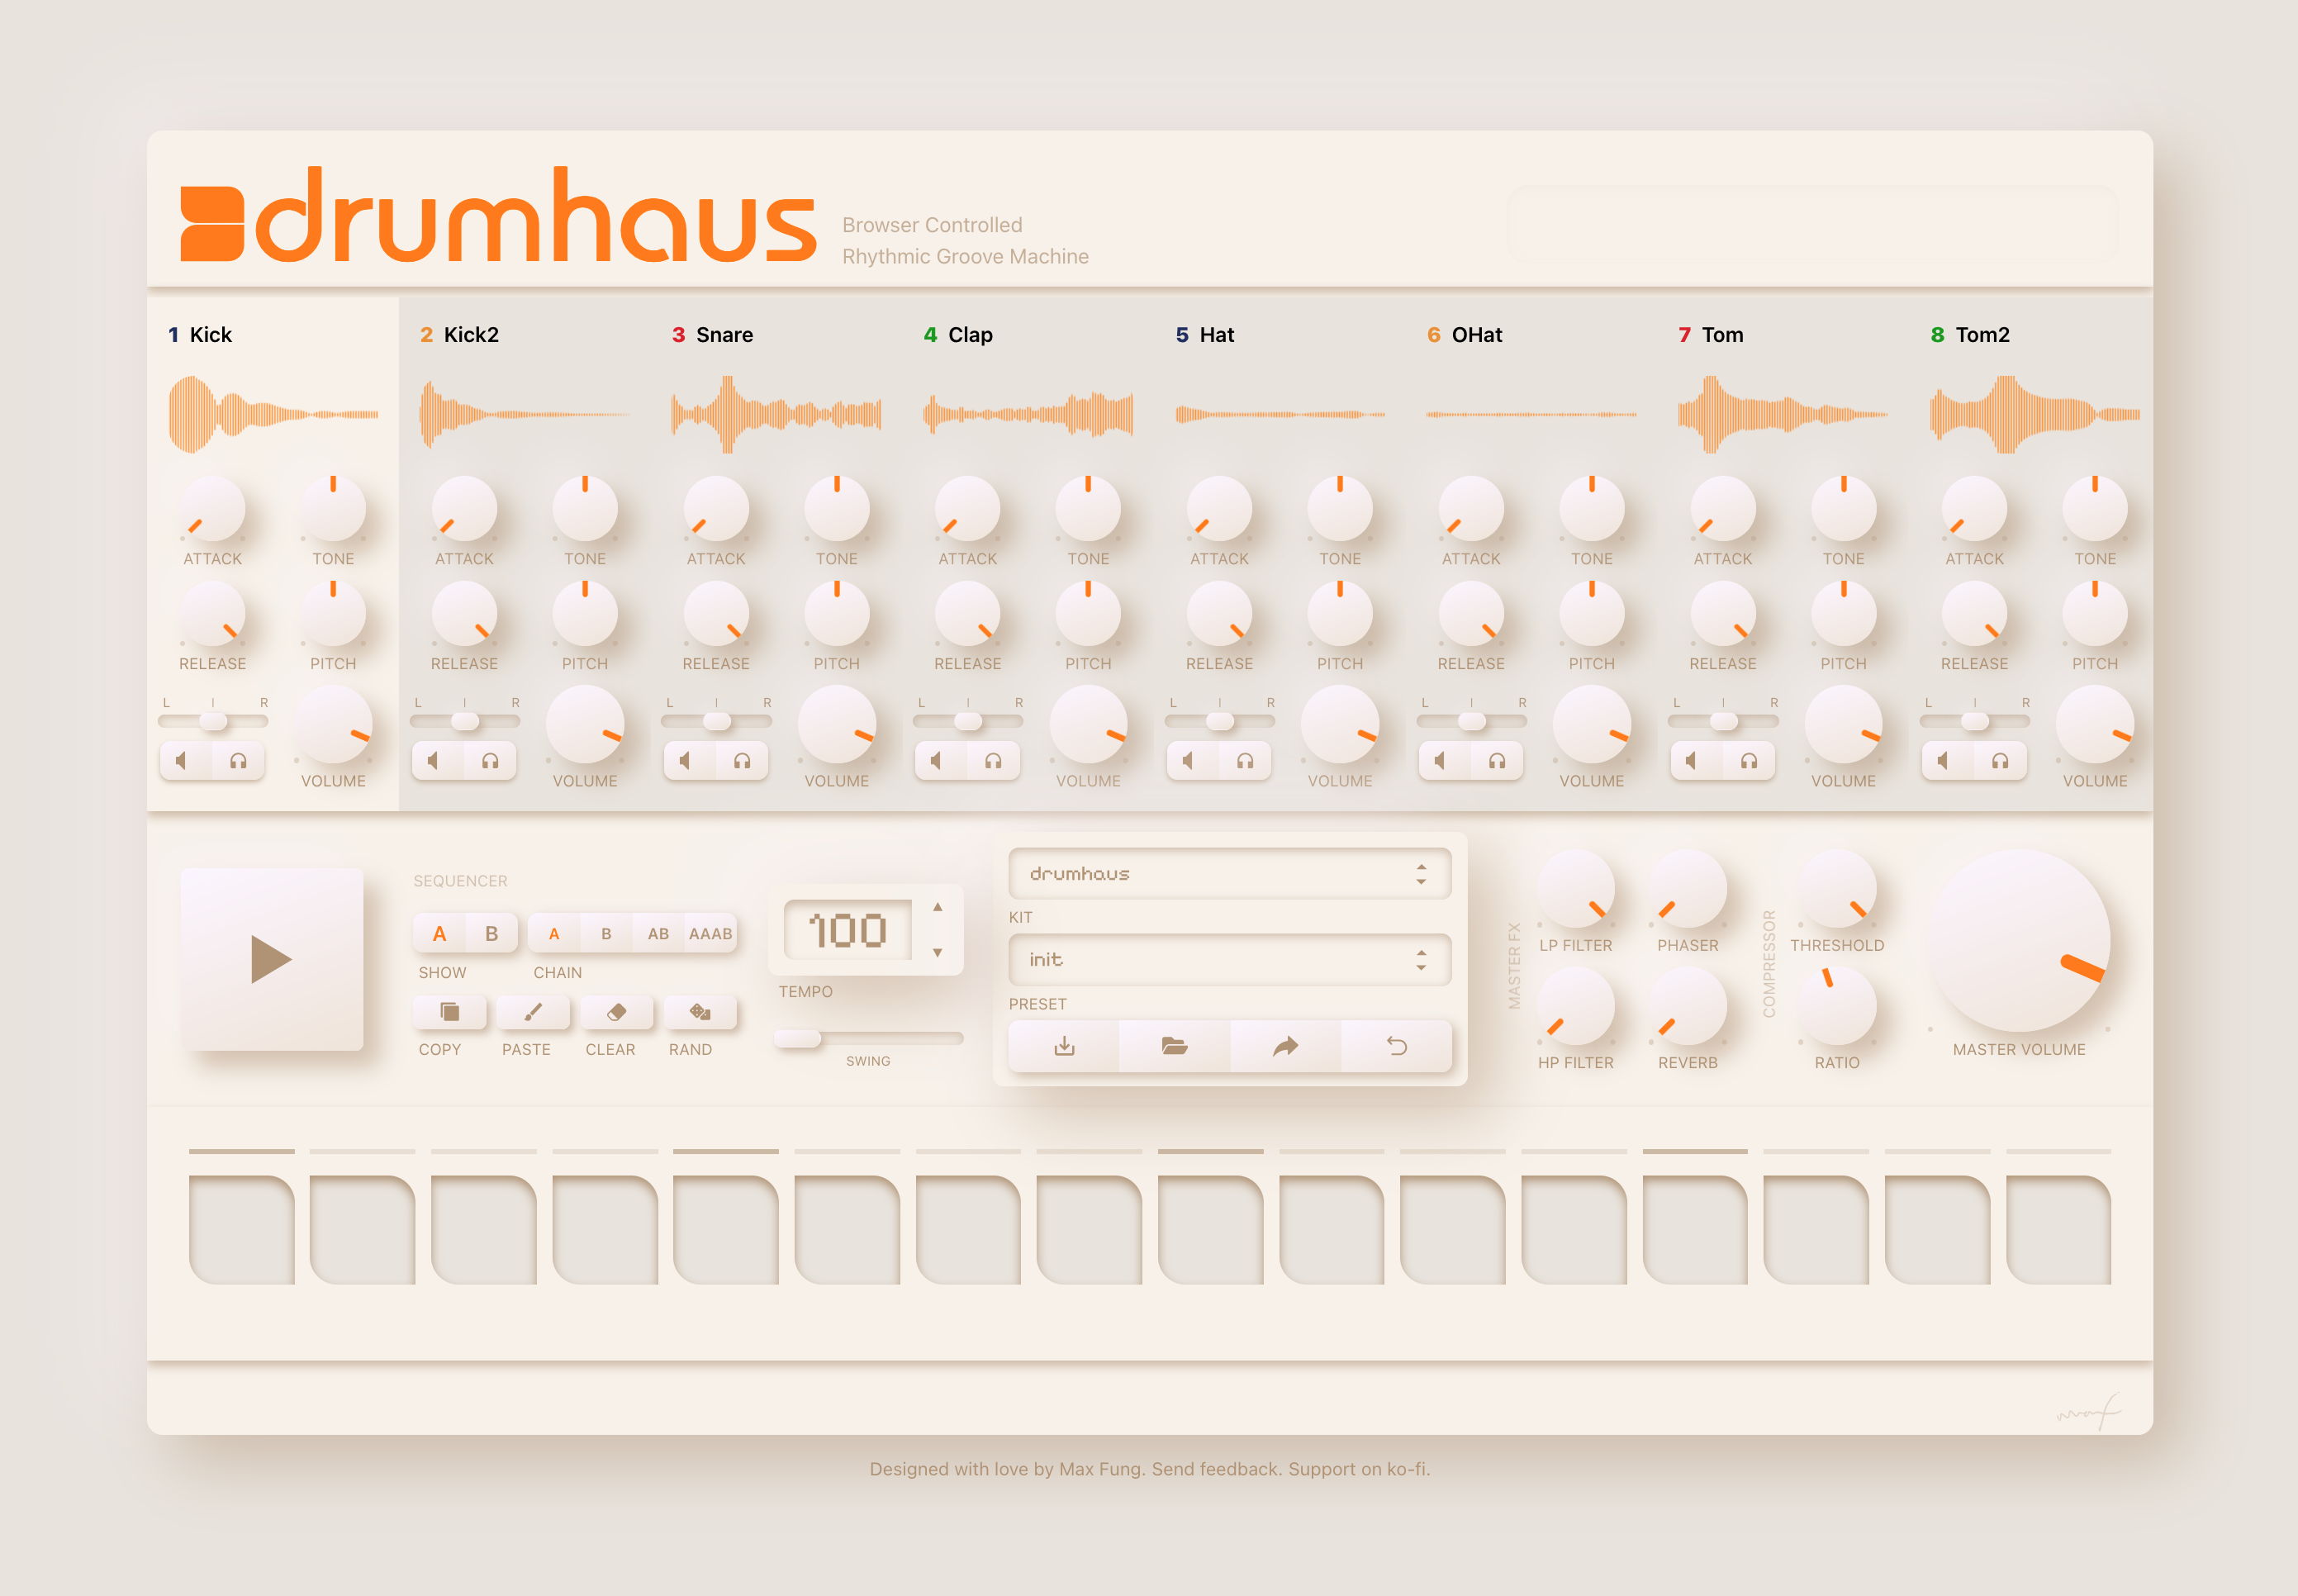 drumhaus
Browser Controlled
Rhythmic Groove Machine
1 Kick
2 Kick2
3 Snare
4 Clap
5 Hat
6 OHat
7 Tom
8 Tom2
ATTACK TONE ATTACK TONE ATTACK TONE ATTACK TONE ATTACK TONE ATTACK TONE ATTACK TONE ATTACK TONE
RELEASE PITCH RELEASE PITCH RELEASE PITCH RELEASE PITCH RELEASE PITCH RELEASE PITCH RELEASE PITCH RELEASE PITCH
L I R L I R L I R L I R L I R L I R L I R L I R
VOLUME VOLUME VOLUME VOLUME VOLUME VOLUME VOLUME VOLUME
SEQUENCER
A B A B AB AAAB
SHOW CHAIN
COPY PASTE CLEAR RAND
100
TEMPO
SWING
drumhaus
KIT
init
PRESET
MASTER FX
LP FILTER PHASER
HP FILTER REVERB
COMPRESSOR
THRESHOLD
RATIO
MASTER VOLUME
Designed with love by Max Fung. Send feedback. Support on ko-fi.